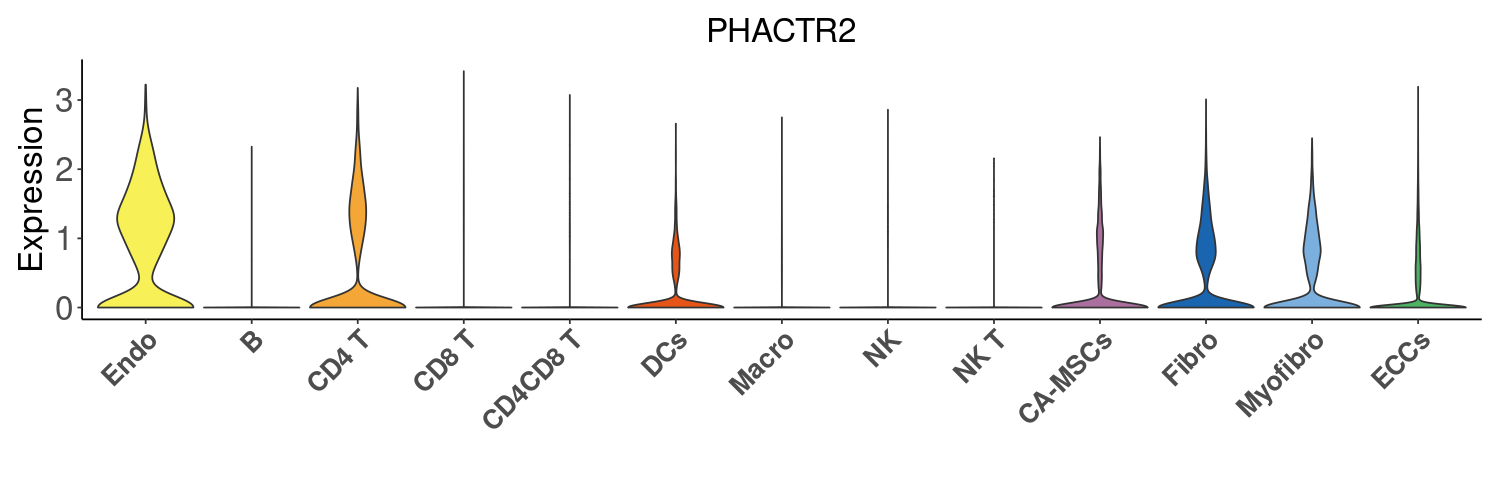 PHACTR2
Expression
3
2
1
0
Endo
B
CD4 T
CD8 T
CD4CD8 T
DCs
Macro
NK
NK T
CA-MSCs
Fibro
Myofibro
ECCs